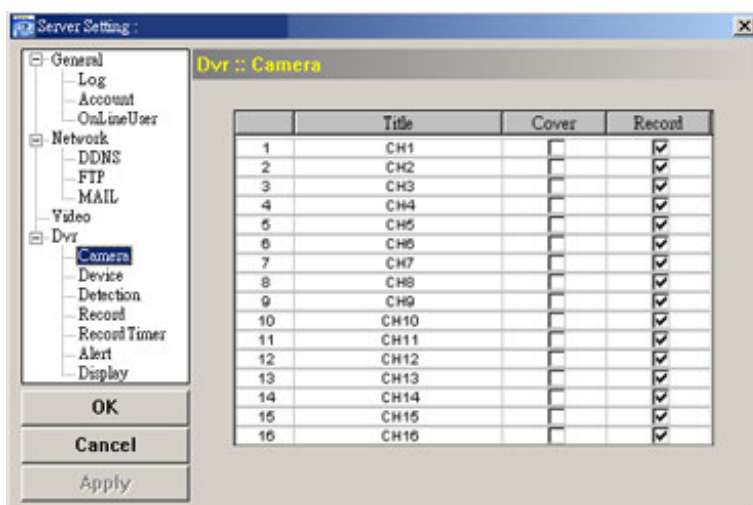 Server Setting :
General
Log
Account
OnLineUser
Network
DDNS
FTP
MAIL
Video
Dvr
Camera
Device
Detection
Record
Record Timer
Alert
Display
OK
Cancel
Apply
Dvr :: Camera
Title Cover Record
1 CH1
2 CH2
3 CH3
4 CH4
5 CH5
6 CH6
7 CH7
8 CH8
9 CH9
10 CH10
11 CH11
12 CH12
13 CH13
14 CH14
15 CH15
16 CH16